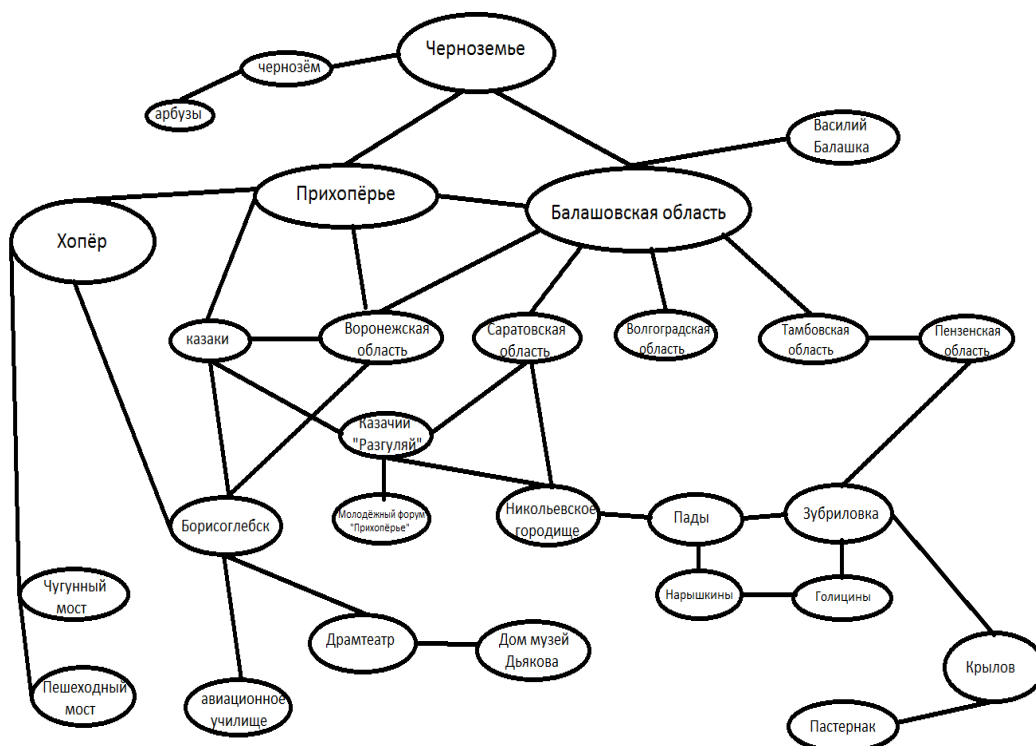 Черноземье
чернозём
арбузы
Василий
Балашка
Прихопёрье
Балашовская область
Хопёр
казаки
Воронежская
область
Саратовская
область
Волгоградская
область
Тамбовская
область
Пензенская
область
Казачий
"Разгуляй"
Молодёжный форум
"Прихопёрье"
Борисоглебск
Никольевское
городище
Пады
Зубриловка
Нарышкины
Голицины
Чугунный
мост
Драмтеатр
Дом музей
Дьякова
Крылов
Пешеходный
мост
авиационное
училище
Пастернак